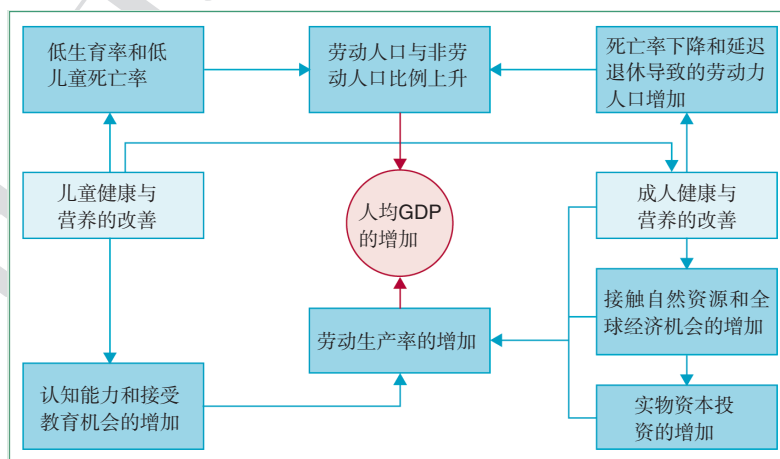 低生育率和低
儿童死亡率
劳动人口与非劳
动人口比例上升
死亡率下降和延迟
退休导致的劳动力
人口增加
儿童健康与
营养的改善
人均GDP
的增加
成人健康与
营养的改善
劳动生产率的增加
接触自然资源和全
球经济机会的增加
认知能力和接受
教育机会的增加
实物资本投
资的增加